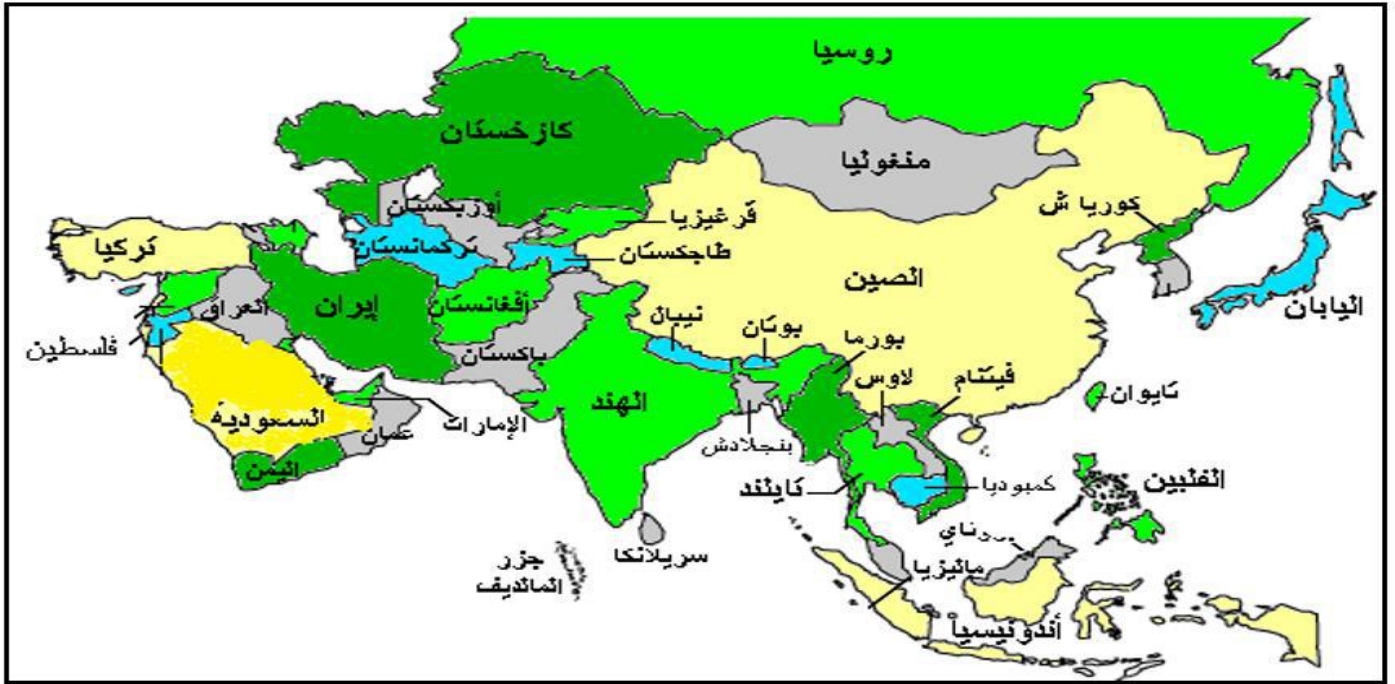 روسيا
كازخستان
منغوليا
أوزبكستان
قرغيزيا
كوريا ش
تركيا
تركمانستان
طاجكستان
الصين
اليابان
العراق
إيران
أفغانستان
نيبال
بوتان
بورما
فلسطين
باكستان
لاوس
فيتنام
تايوان
السعودية
عمان
الإمارات
الهند
بنجلادش
اليمن
تايلند
كمبوديا
الفلبين
سريلانكا
جزر
المالديف
ماليزيا
أندونيسيا